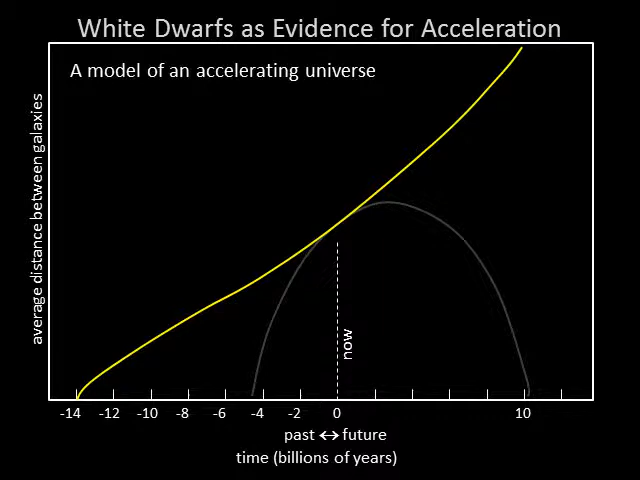 White Dwarfs as Evidence for Acceleration
A model of an accelerating universe
average distance between galaxies
now
-14 -12 -10 -8 -6 -4 -2 0 10
past ↔ future
time (billions of years)